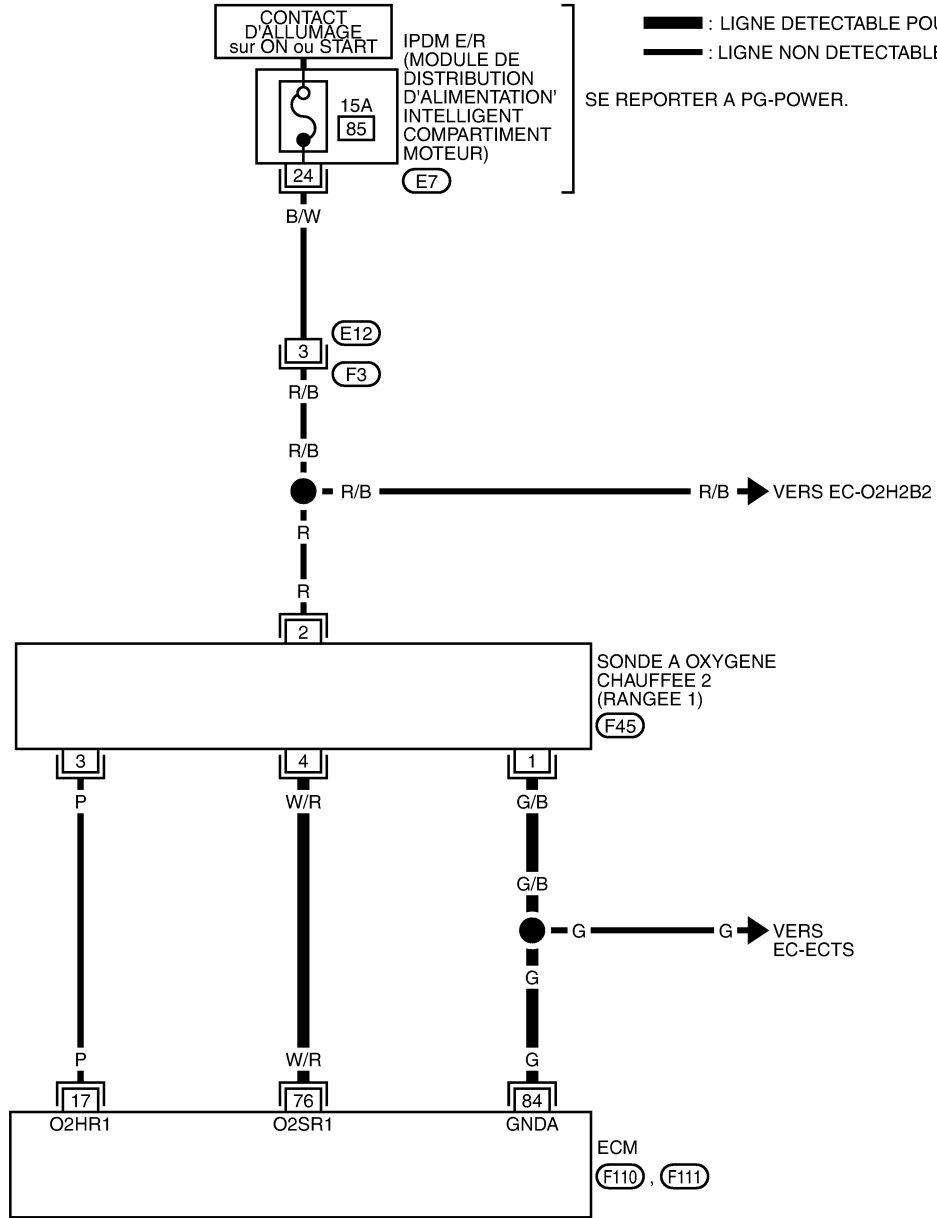 CONTACT
D'ALLUMAGE
sur ON ou START
: LIGNE DETECTABLE
: LIGNE NON DETECTABLE
IPDM E/R
(MODULE DE
DISTRIBUTION
D'ALIMENTATION'
INTELLIGENT
COMPARTIMENT
MOTEUR)
E7
SE REPORTER A PG-POWER.
15A
85
24
B/W
E12
3
F3
R/B
R/B
R/B
R/B
VERS EC-O2H2B2
R
R
2
SONDE A OXYGENE
CHAUFFEE 2
(RANGEE 1)
F45
3
4
1
P
W/R
G/B
G/B
G
G
VERS
EC-ECTS
G
P
W/R
G
17
76
84
O2HR1
O2SR1
GNDA
ECM
F110 , F111